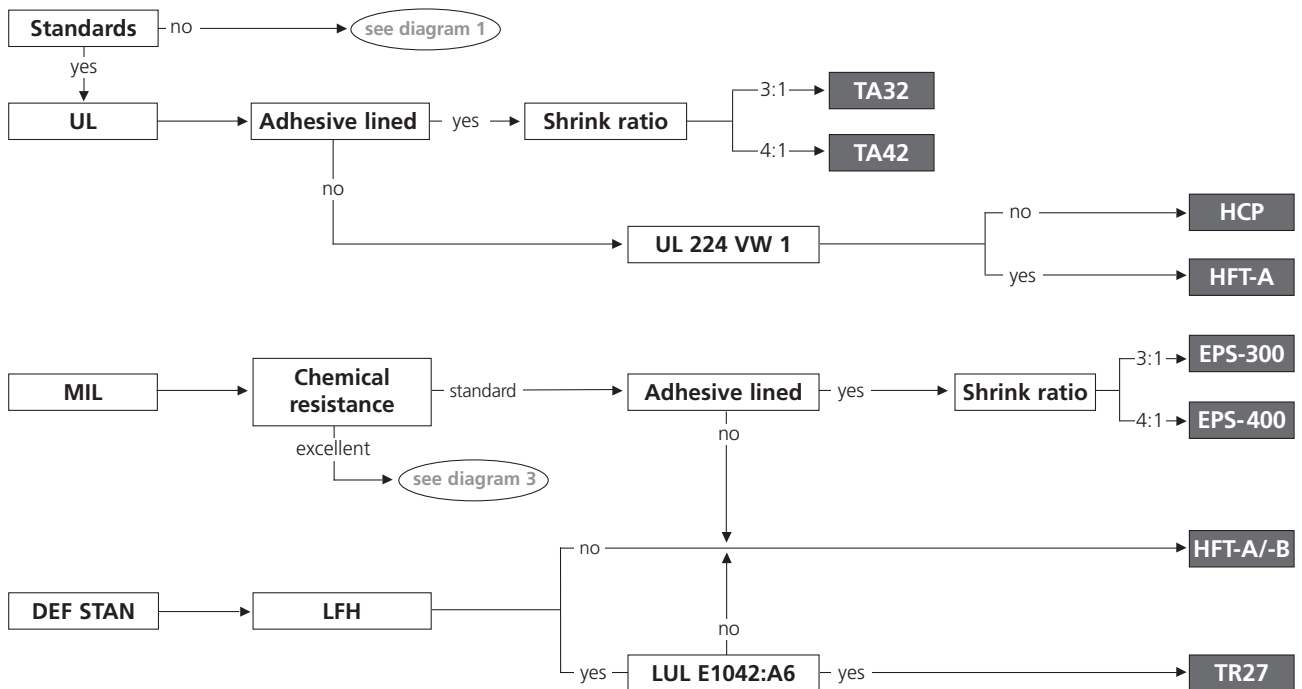 Standards no see diagram 1
yes
UL Adhesive lined yes Shrink ratio 3:1 TA32
4:1 TA42
no
UL 224 VW 1 no HCP
yes HFT-A
MIL Chemical
resistance standard Adhesive lined yes Shrink ratio 3:1 EPS-300
4:1 EPS-400
excellent
see diagram 3
no
no HFT-A/-B
DEF STAN LFH
no
yes LUL E1042:A6 yes TR27